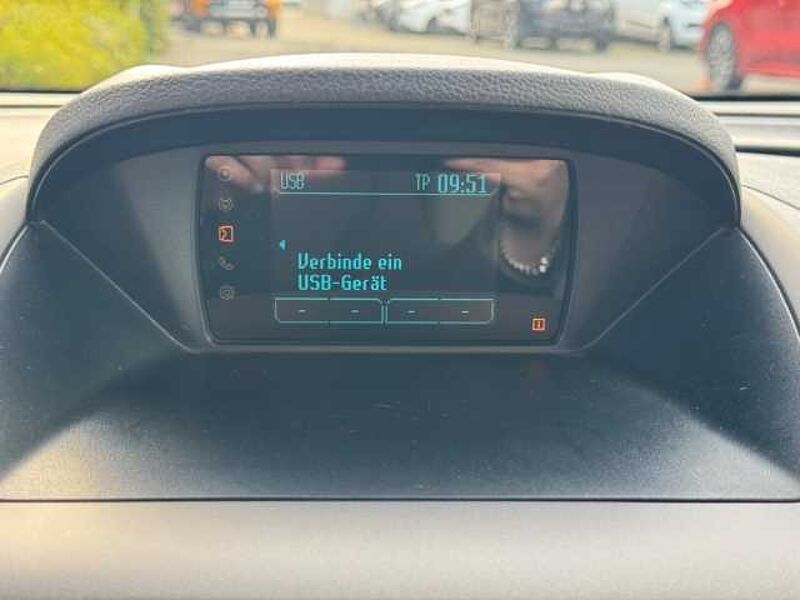 USB TP 09:51
Verbinde ein
USB-Gerät
- - - -